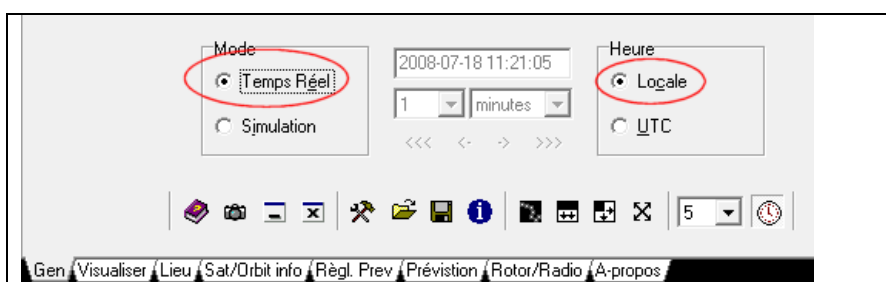 Mode
Temps Réel
Simulation
2008-07-18 11:21:05
1 minutes
<<< <- -> >>>
Heure
Locale
UTC
5
Gen Visualiser Lieu Sat/Orbit info Règl. Prev Prévistion Rotor/Radio A-propos